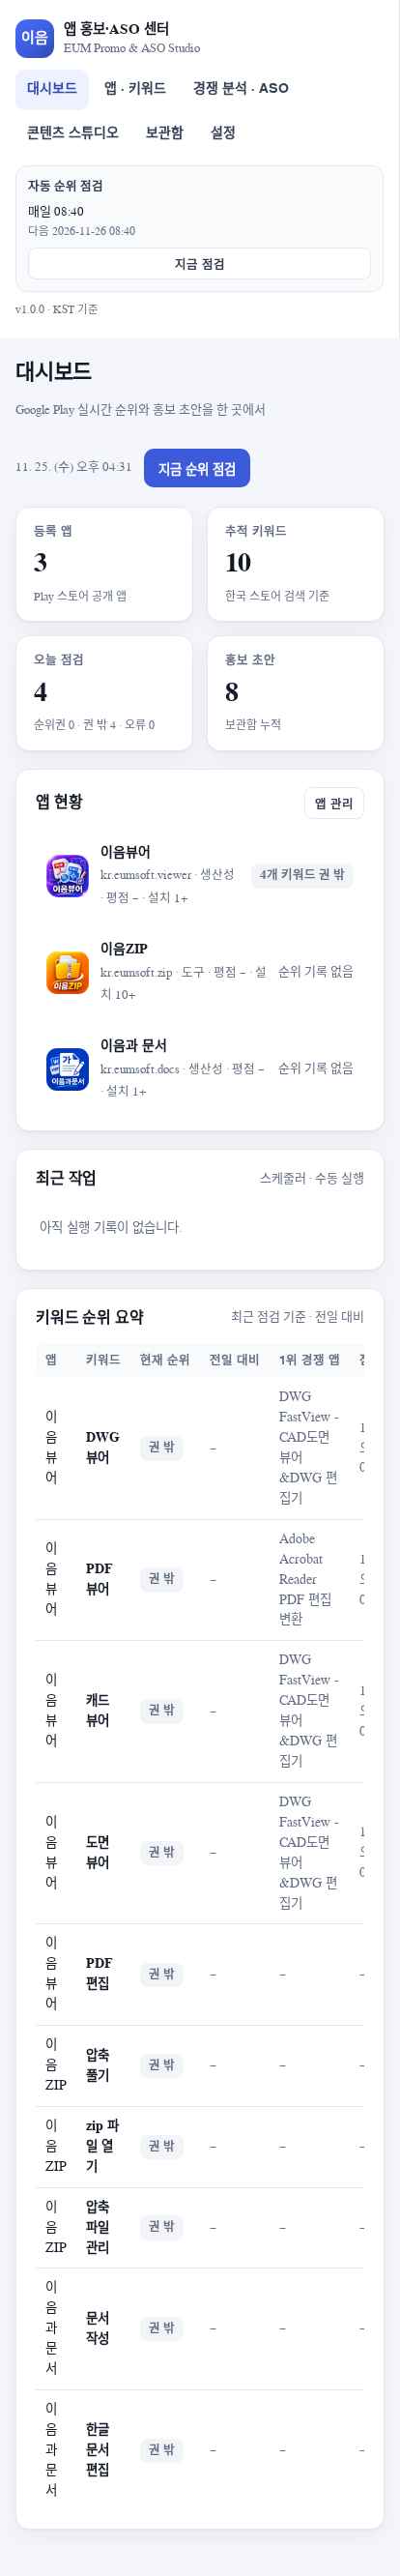 이음
앱 홍보·ASO 센터
EUM Promo & ASO Studio
대시보드
앱 · 키워드
경쟁 분석 · ASO
콘텐츠 스튜디오
보관함
설정
자동 순위 점검
매일 08:40
다음 2026-11-26 08:40
지금 점검
v1.0.0 · KST 기준
대시보드
Google Play 실시간 순위와 홍보 초안을 한 곳에서
11. 25. (수) 오후 04:31
지금 순위 점검
등록 앱
3
Play 스토어 공개 앱
추적 키워드
10
한국 스토어 검색 기준
오늘 점검
4
순위권 0 · 권 밖 4 · 오류 0
홍보 초안
8
보관함 누적
앱 현황
앱 관리
이음뷰어
이음뷰어
kr.eumsoft.viewer · 생산성
· 평점 – · 설치 1+
4개 키워드 권 밖
이음ZIP
이음ZIP
kr.eumsoft.zip · 도구 · 평점 – · 설
치 10+
순위 기록 없음
이음과문서
이음과 문서
kr.eumsoft.docs · 생산성 · 평점 –
· 설치 1+
순위 기록 없음
최근 작업
스케줄러 · 수동 실행
아직 실행 기록이 없습니다.
키워드 순위 요약
최근 점검 기준 · 전일 대비
앱 키워드 현재 순위 전일 대비 1위 경쟁 앱
이
음
뷰
어
DWG
뷰어
권 밖
–
DWG
FastView -
CAD도면
뷰어
&DWG 편
집기
이
음
뷰
어
PDF
뷰어
권 밖
–
Adobe
Acrobat
Reader
PDF 편집
변환
이
음
뷰
어
캐드
뷰어
권 밖
–
DWG
FastView -
CAD도면
뷰어
&DWG 편
집기
이
음
뷰
어
도면
뷰어
권 밖
–
DWG
FastView -
CAD도면
뷰어
&DWG 편
집기
이
음
뷰
어
PDF
편집
권 밖
–
–
–
이
음
ZIP
압축
풀기
권 밖
–
–
–
이
음
ZIP
zip 파
일 열
기
권 밖
–
–
–
이
음
ZIP
압축
파일
관리
권 밖
–
–
–
이
음
과
문
서
문서
작성
권 밖
–
–
–
이
음
과
문
서
한글
문서
편집
권 밖
–
–
–